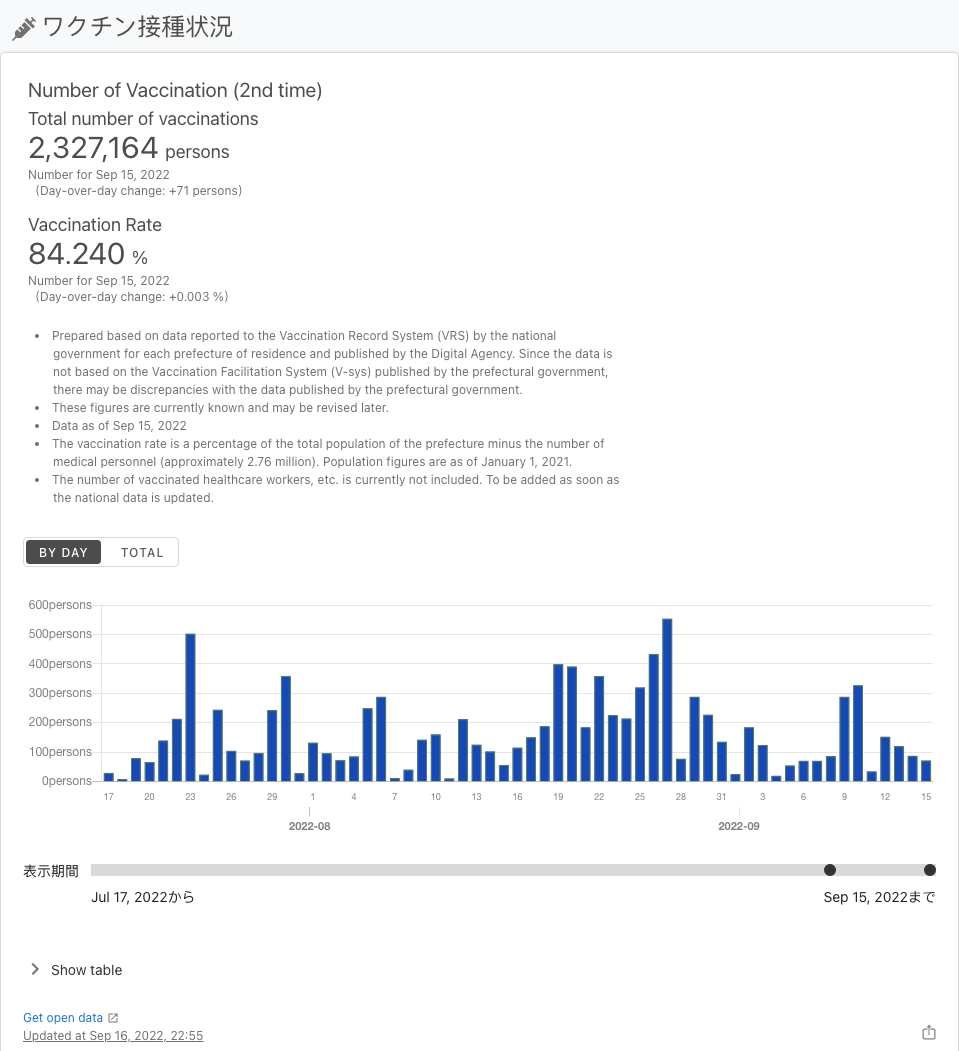 ワクチン接種状況
Number of Vaccination (2nd time)
Total number of vaccinations
2,327,164 persons
Number for Sep 15, 2022
(Day-over-day change: +71 persons)
Vaccination Rate
84.240 %
Number for Sep 15, 2022
(Day-over-day change: +0.003 %)
• Prepared based on data reported to the Vaccination Record System (VRS) by the national
government for each prefecture of residence and published by the Digital Agency. Since the data is
not based on the Vaccination Facilitation System (V-sys) published by the prefectural government,
there may be discrepancies with the data published by the prefectural government.
• These figures are currently known and may be revised later.
• Data as of Sep 15, 2022
• The vaccination rate is a percentage of the total population of the prefecture minus the number of
medical personnel (approximately 2.76 million). Population figures are as of January 1, 2021.
• The number of vaccinated healthcare workers, etc. is currently not included. To be added as soon as
the national data is updated.
BY DAY TOTAL
600persons
500persons
400persons
300persons
200persons
100persons
0persons
17 20 23 26 29 1 4 7 10 13 16 19 22 25 28 31 3 6 9 12 15
2022-08 2022-09
表示期間
Jul 17, 2022から Sep 15, 2022まで
Show table
Get open data
Updated at Sep 16, 2022, 22:55